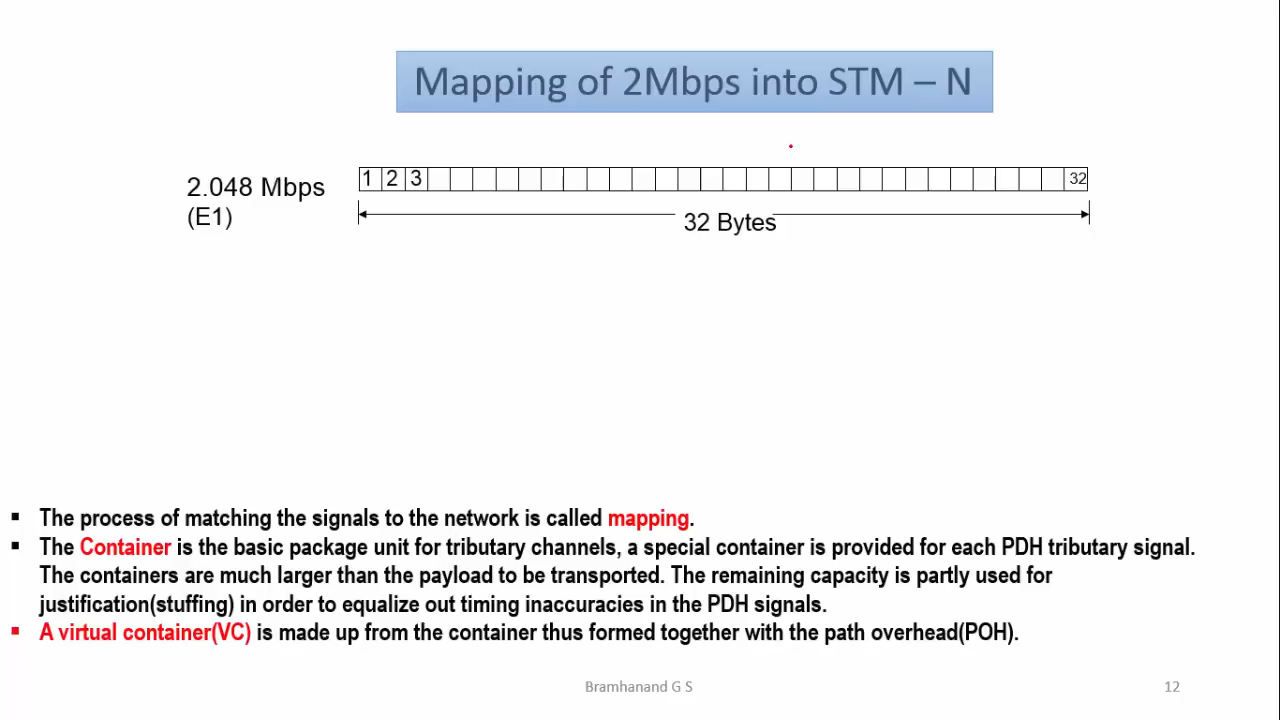 Mapping of 2Mbps into STM – N
2.048 Mbps
(E1)
1 2 3 32
32 Bytes
▪ The process of matching the signals to the network is called mapping.
▪ The Container is the basic package unit for tributary channels, a special container is provided for each PDH tributary signal.
The containers are much larger than the payload to be transported. The remaining capacity is partly used for
justification(stuffing) in order to equalize out timing inaccuracies in the PDH signals.
▪ A virtual container(VC) is made up from the container thus formed together with the path overhead(POH).
Bramhanand G S
12